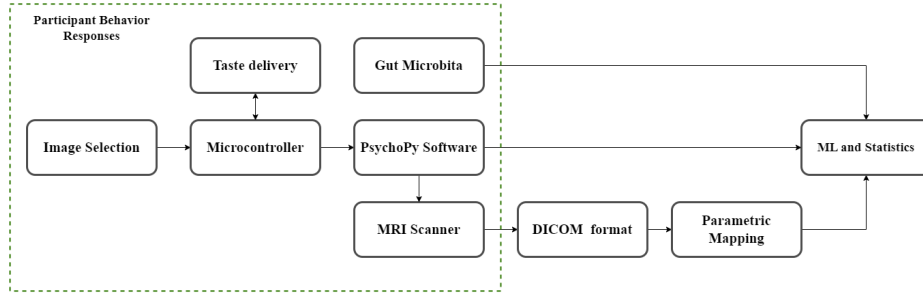 Participant Behavior
Responses
Taste delivery
Gut Microbita
Image Selection
Microcontroller
PsychoPy Software
ML and Statistics
MRI Scanner
DICOM format
Parametric
Mapping